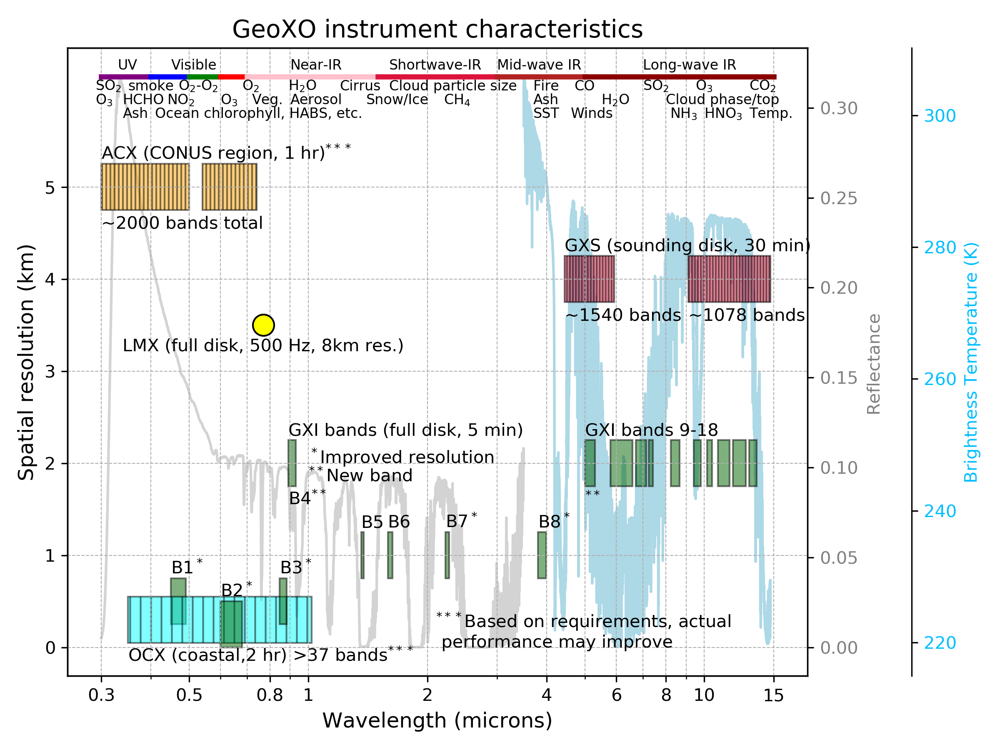 GeoXO instrument characteristics
UV Visible Near-IR Shortwave-IR Mid-wave IR Long-wave IR
SO2 smoke O2-O2 O2 H2O Cirrus Cloud particle size Fire CO SO2 O3 CO2
O3 HCHO NO2 O3 Veg. Aerosol Snow/Ice CH4 Ash H2O Cloud phase/top
Ash Ocean chlorophyll, HABS, etc. SST Winds NH3 HNO3 Temp.
ACX (CONUS region, 1 hr)***
~2000 bands total
GXS (sounding disk, 30 min)
~1540 bands ~1078 bands
LMX (full disk, 500 Hz, 8km res.)
GXI bands (full disk, 5 min)
*Improved resolution
**New band
B4**
GXI bands 9-18
**
B5 B6 B7* B8*
B1* B3*
B2*
***Based on requirements, actual
performance may improve
OCX (coastal,2 hr) >37 bands***
5
4
3
2
1
0
Spatial resolution (km)
0.3 0.5 0.8 1 2 4 6 8 10 15
Wavelength (microns)
0.30
0.25
0.20
0.15
0.10
0.05
0.00
Reflectance
300
280
260
240
220
Brightness Temperature (K)